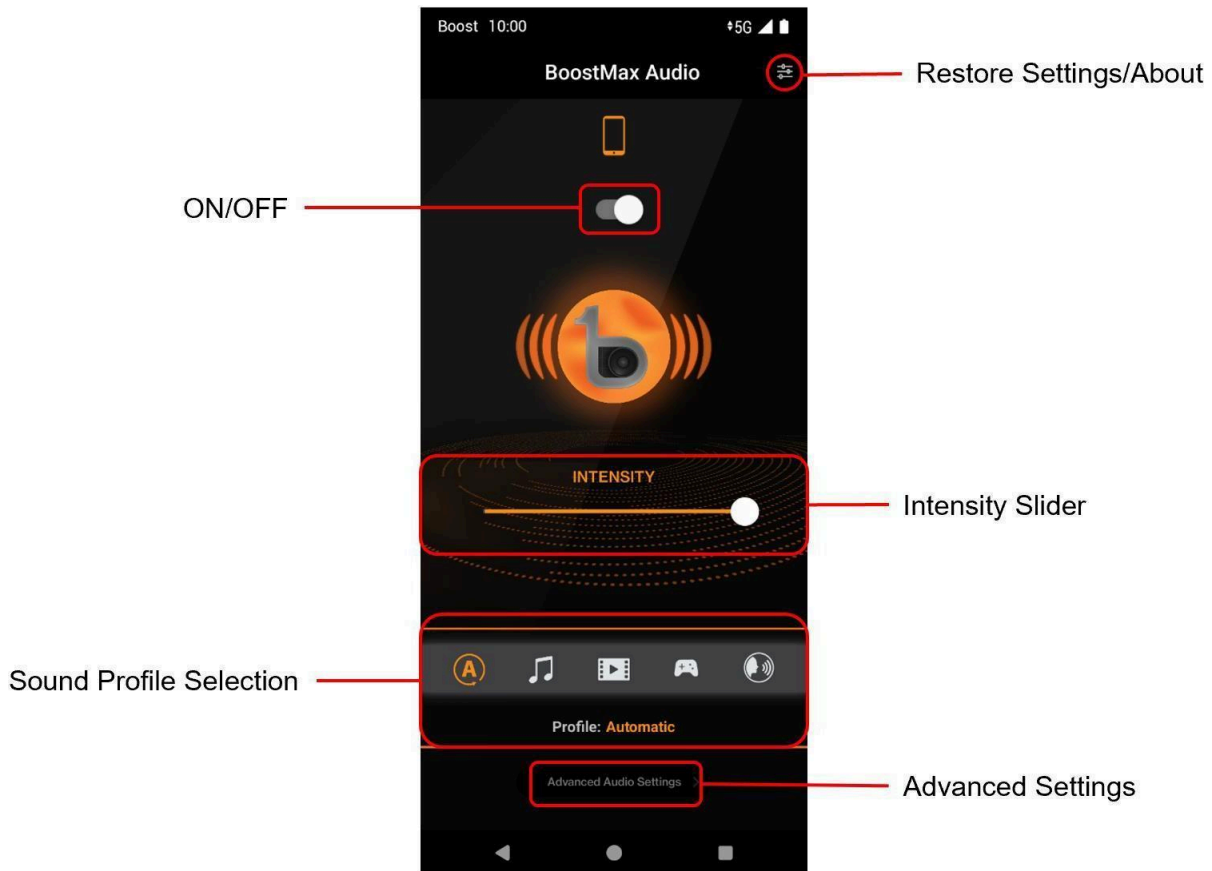 Boost 10:00 5G
BoostMax Audio
Restore Settings/About
ON/OFF
INTENSITY
Intensity Slider
A
Sound Profile Selection
Profile: Automatic
Advanced Audio Settings >
Advanced Settings